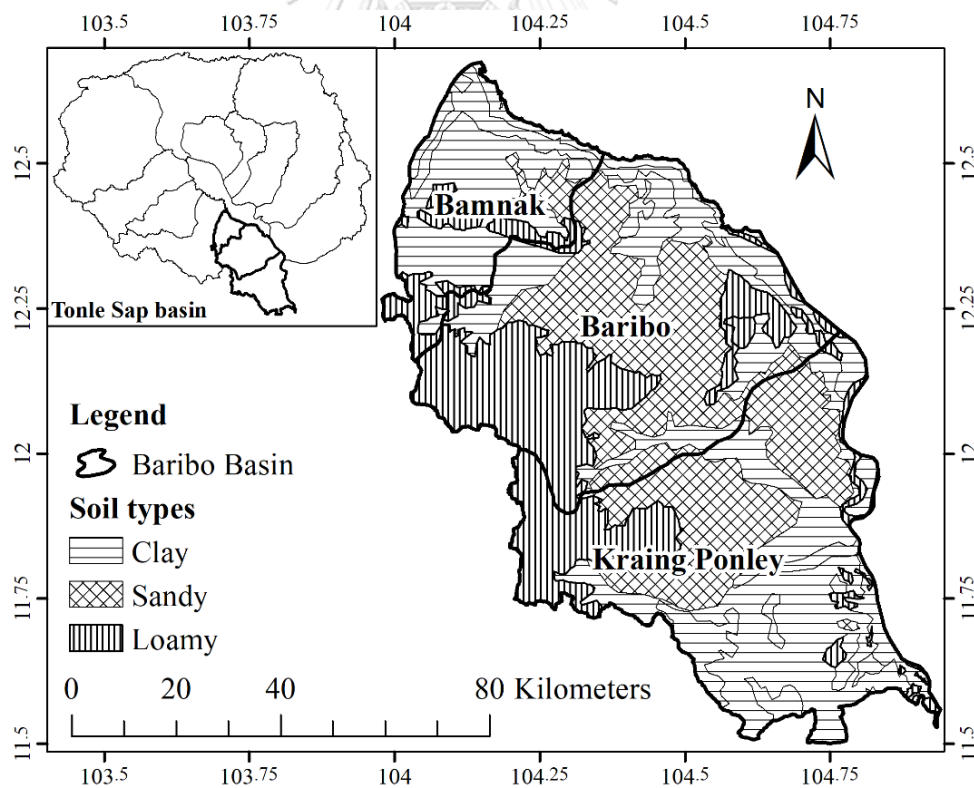 103.5 103.75 104 104.25 104.5 104.75
N
12.5 12.5
Bamnak
12.25 12.25
Tonle Sap basin
Baribo
Legend
Baribo Basin
12 12
Soil types
Clay
Sandy
Loamy
Kraing Ponley
11.75 11.75
0 20 40 80 Kilometers
11.5 11.5
103.5 103.75 104 104.25 104.5 104.75